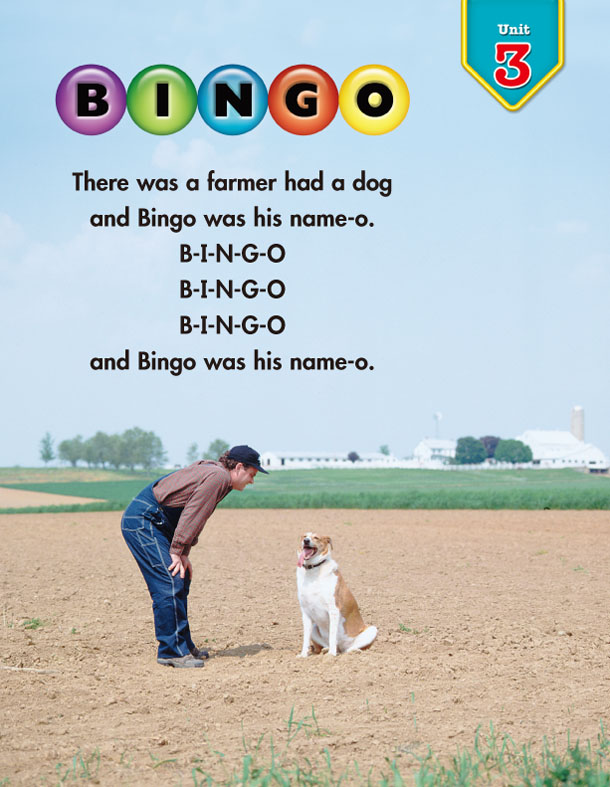 Unit
3
BINGO
There was a farmer had a dog
and Bingo was his name-o.
B-I-N-G-O
B-I-N-G-O
B-I-N-G-O
and Bingo was his name-o.